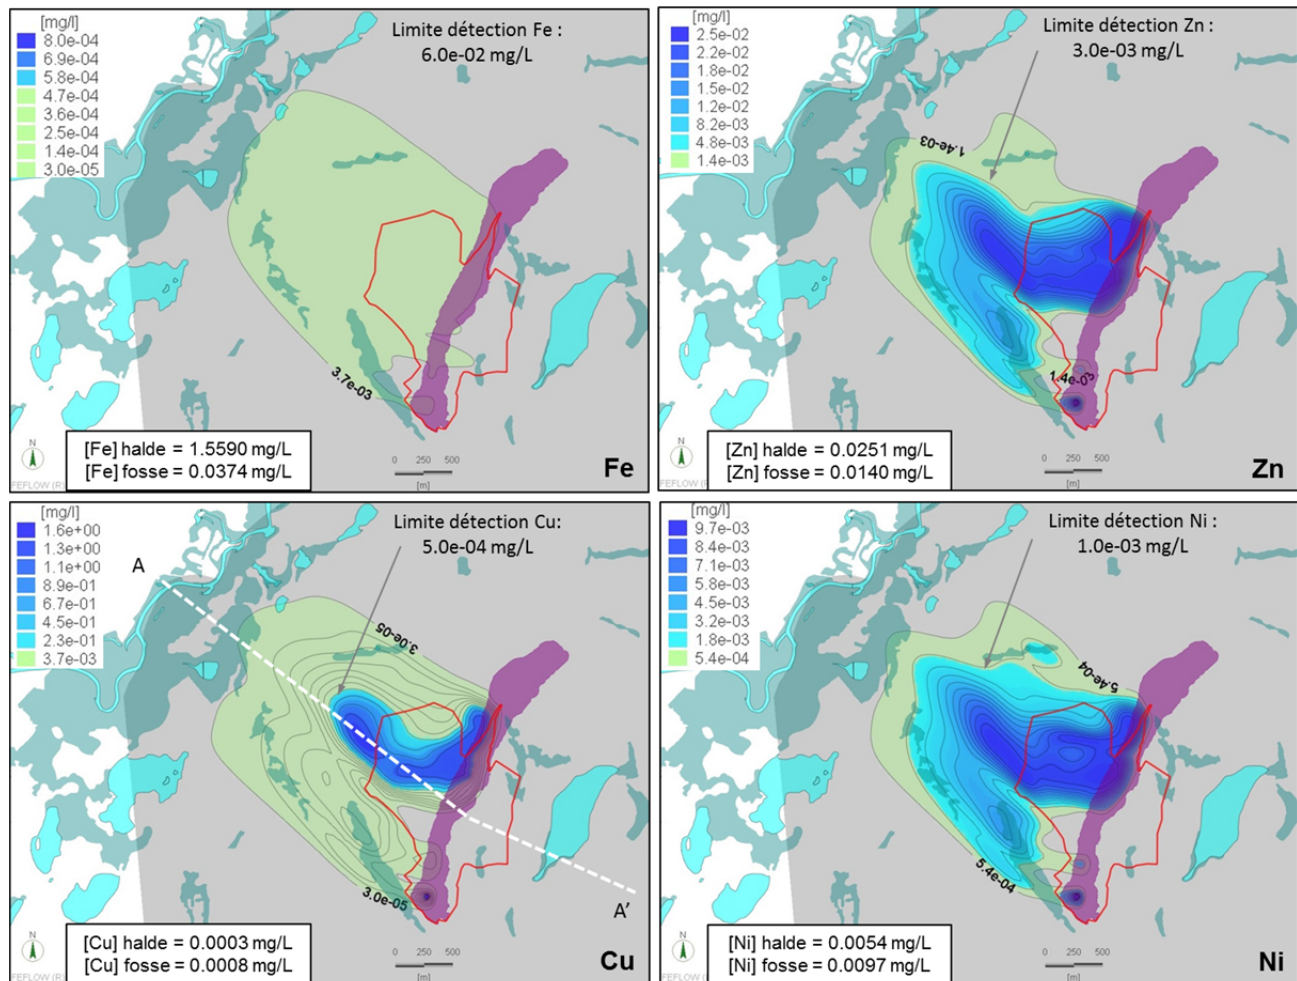 [mg/l]
8.0e-04
6.9e-04
5.8e-04
4.7e-04
3.6e-04
2.5e-04
1.4e-04
3.0e-05
Limite détection Fe :
6.0e-02 mg/L
3.7e-03
N
[Fe] halde = 1.5590 mg/L
[Fe] fosse = 0.0374 mg/L
FEFLOW (R)
0 250 500
[m]
Fe
[mg/l]
2.5e-02
2.2e-02
1.8e-02
1.5e-02
1.2e-02
8.2e-03
4.8e-03
1.4e-03
Limite détection Zn :
3.0e-03 mg/L
1.4e-03
1.4e-03
N
[Zn] halde = 0.0251 mg/L
[Zn] fosse = 0.0140 mg/L
FEFLOW (R)
0 250 500
[m]
Zn
[mg/l]
1.6e+00
1.3e+00
1.1e+00
8.9e-01
6.7e-01
4.5e-01
2.3e-01
3.7e-03
Limite détection Cu:
5.0e-04 mg/L
A
3.0e-05
3.0e-05
A'
N
[Cu] halde = 0.0003 mg/L
[Cu] fosse = 0.0008 mg/L
FEFLOW (R)
0 250 500
[m]
Cu
[mg/l]
9.7e-03
8.4e-03
7.1e-03
5.8e-03
4.5e-03
3.2e-03
1.8e-03
5.4e-04
Limite détection Ni :
1.0e-03 mg/L
5.4e-04
5.4e-04
N
[Ni] halde = 0.0054 mg/L
[Ni] fosse = 0.0097 mg/L
FEFLOW (R)
0 250 500
[m]
Ni